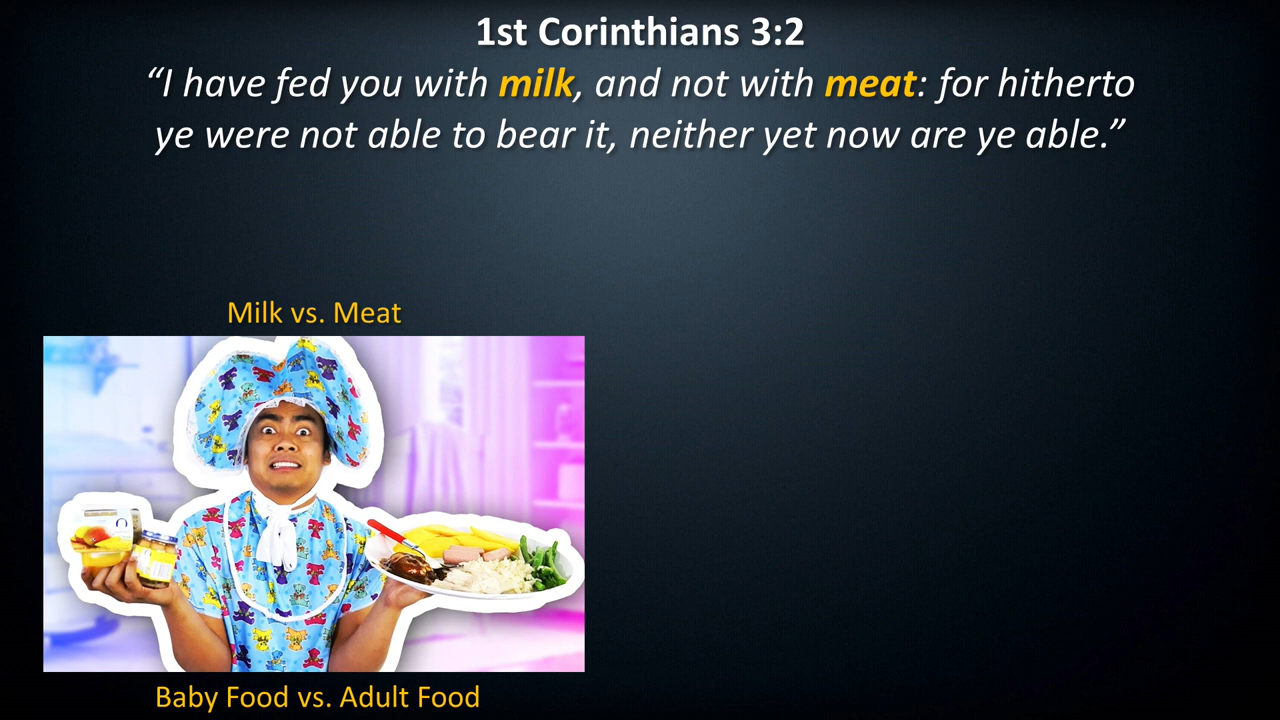 1st Corinthians 3:2
“I have fed you with milk, and not with meat: for hitherto
ye were not able to bear it, neither yet now are ye able.”
Milk vs. Meat
Baby Food vs. Adult Food